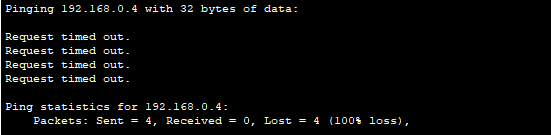 Pinging 192.168.0.4 with 32 bytes of data:
Request timed out.
Request timed out.
Request timed out.
Request timed out.
Ping statistics for 192.168.0.4:
    Packets: Sent = 4, Received = 0, Lost = 4 (100% loss),